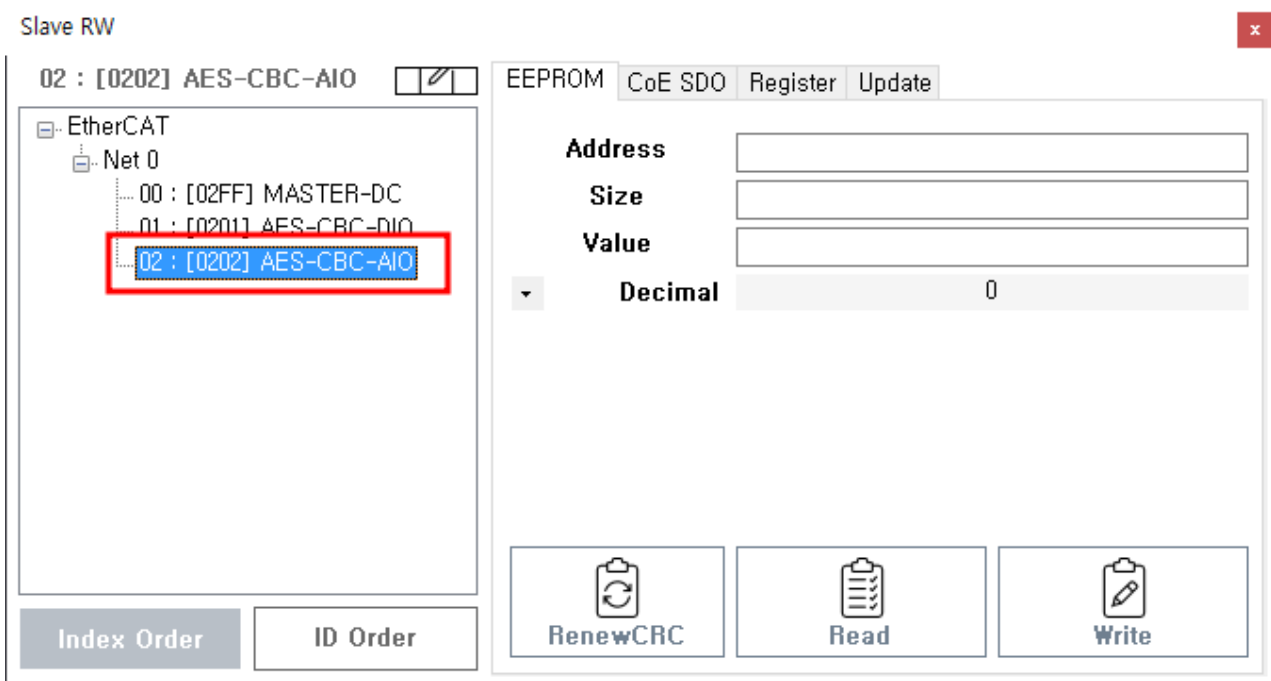 Slave RW
x
02 : [0202] AES-CBC-AIO
EtherCAT
Net 0
00 : [02FF] MASTER-DC
01 : [0201] AES-CBC-DIO
02 : [0202] AES-CBC-AIO
Index Order
ID Order
EEPROM CoE SDO Register Update
Address
Size
Value
Decimal 0
RenewCRC
Read
Write